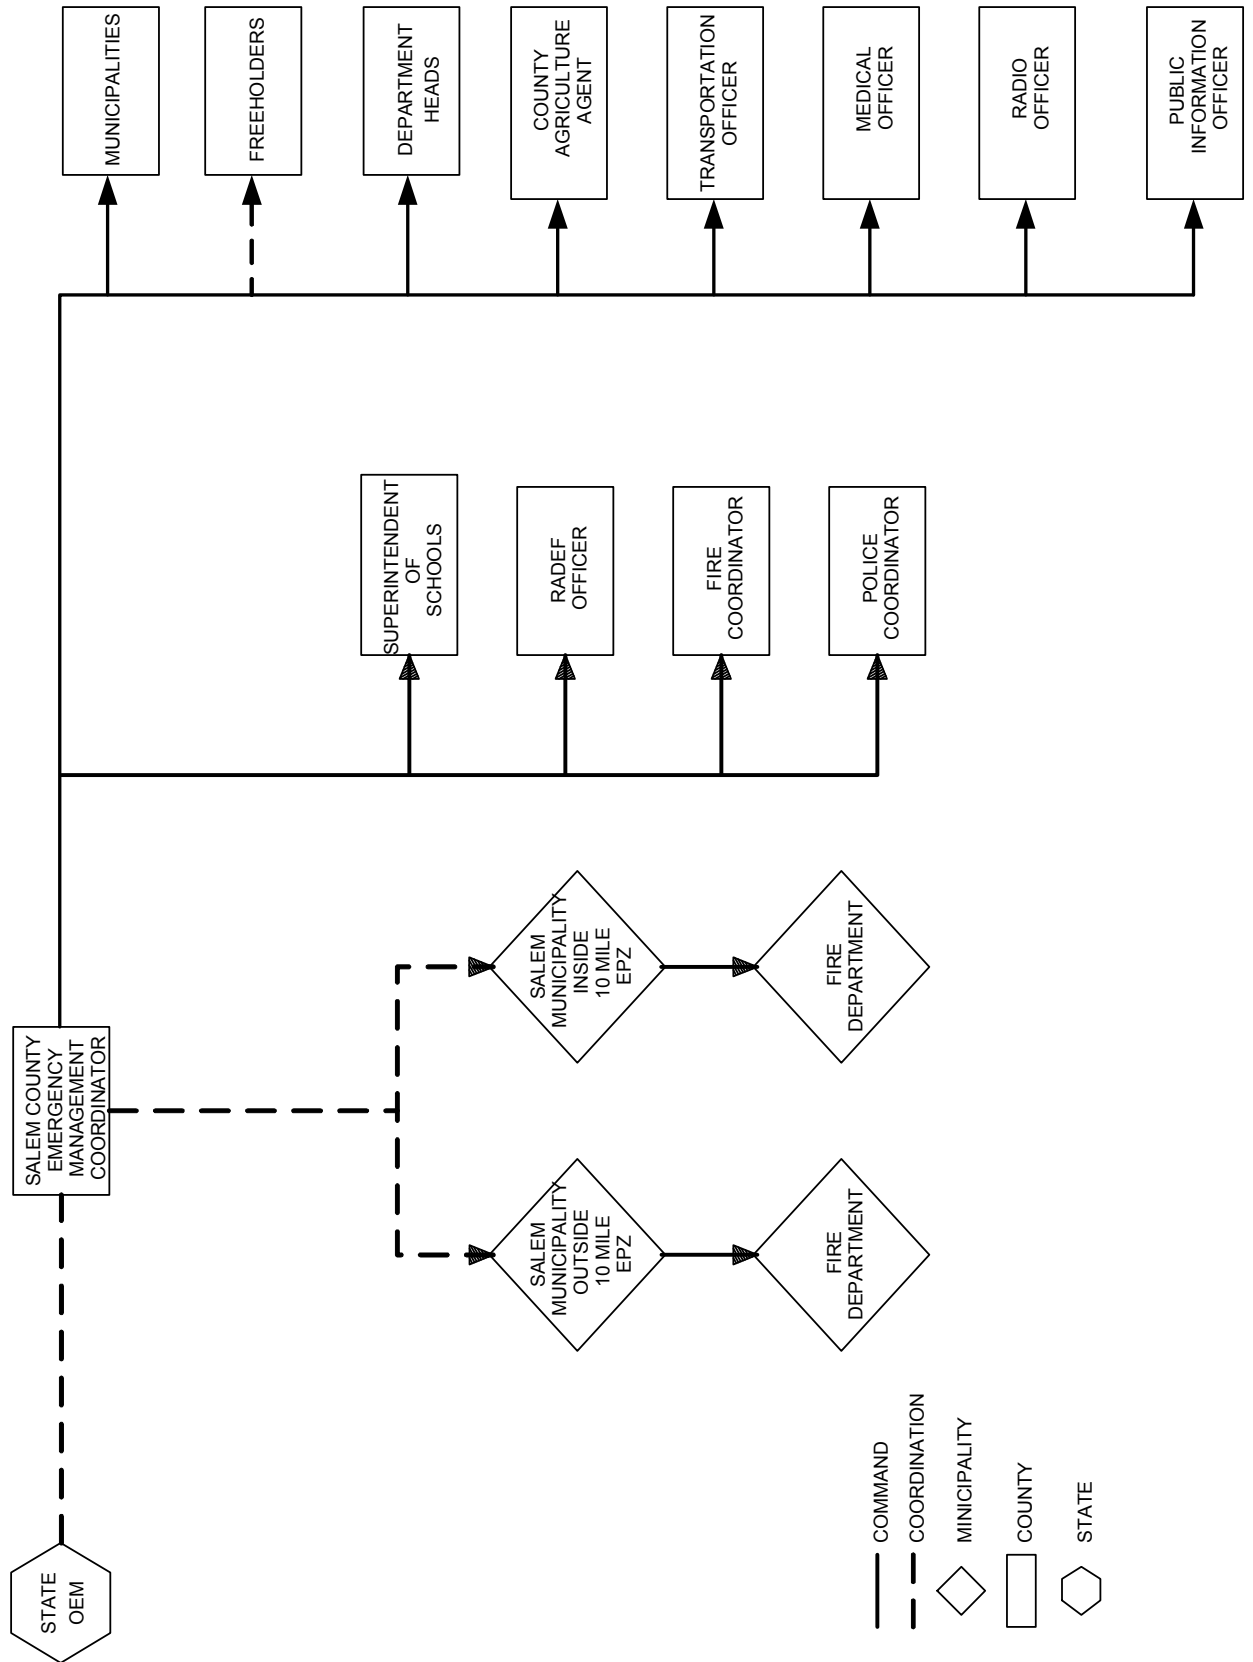 STATE
OEM
SALEM COUNTY
EMERGENCY
MANAGEMENT
COORDINATOR
MUNICIPALITIES
FREEHOLDERS
DEPARTMENT
HEADS
COUNTY
AGRICULTURE
AGENT
TRANSPORTATION
OFFICER
MEDICAL
OFFICER
RADIO
OFFICER
PUBLIC
INFORMATION
OFFICER
SUPERINTENDENT
OF
SCHOOLS
RADEF
OFFICER
FIRE
COORDINATOR
POLICE
COORDINATOR
SALEM
MUNICIPALITY
OUTSIDE
10 MILE
EPZ
SALEM
MUNICIPALITY
INSIDE
10 MILE
EPZ
FIRE
DEPARTMENT
FIRE
DEPARTMENT
COMMAND
COORDINATION
MINICIPALITY
COUNTY
STATE